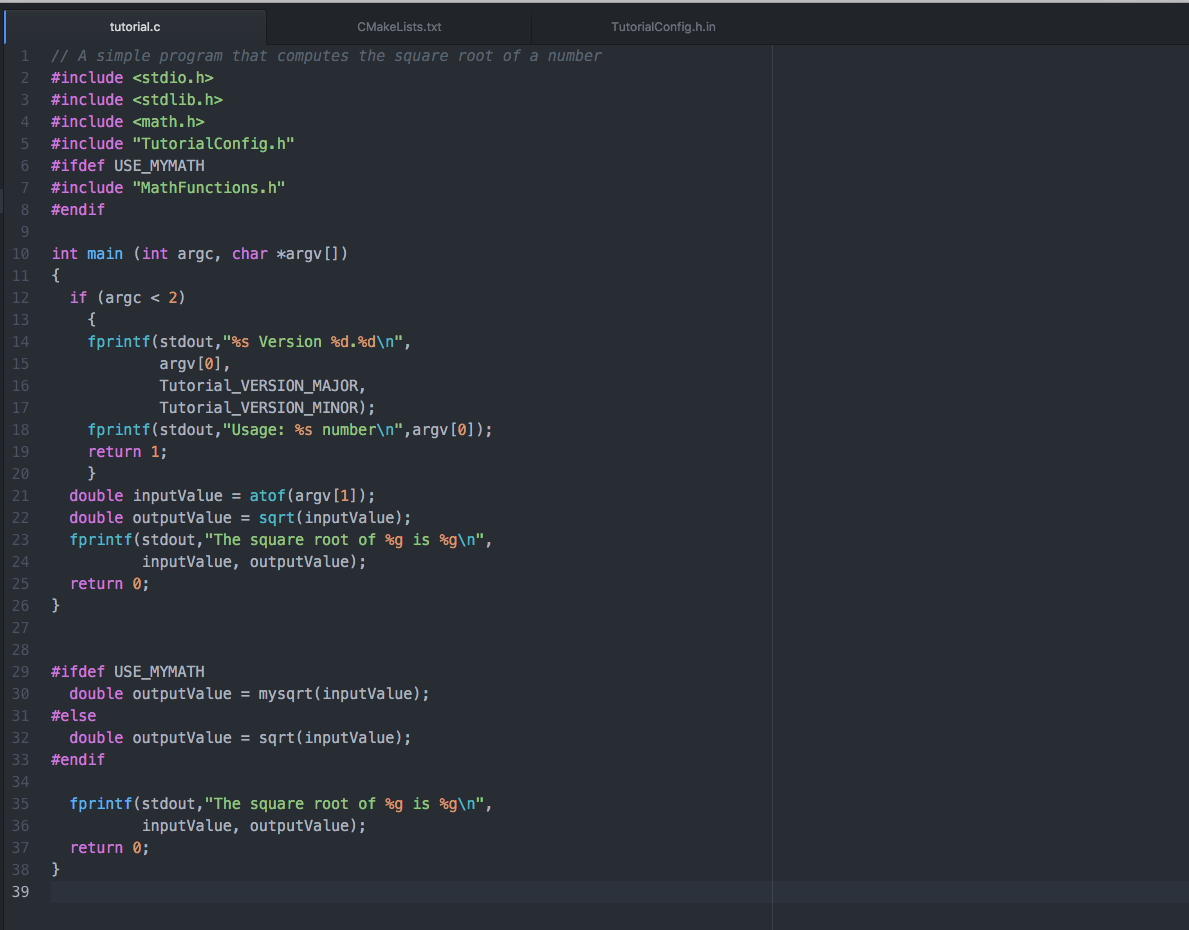 tutorial.c CMakeLists.txt TutorialConfig.h.in
1 // A simple program that computes the square root of a number
2 #include <stdio.h>
3 #include <stdlib.h>
4 #include <math.h>
5 #include "TutorialConfig.h"
6 #ifdef USE_MYMATH
7 #include "MathFunctions.h"
8 #endif
9
10 int main (int argc, char *argv[])
11 {
12   if (argc < 2)
13     {
14     fprintf(stdout,"%s Version %d.%d\n",
15             argv[0],
16             Tutorial_VERSION_MAJOR,
17             Tutorial_VERSION_MINOR);
18     fprintf(stdout,"Usage: %s number\n",argv[0]);
19     return 1;
20     }
21   double inputValue = atof(argv[1]);
22   double outputValue = sqrt(inputValue);
23   fprintf(stdout,"The square root of %g is %g\n",
24           inputValue, outputValue);
25   return 0;
26 }
27
28
29 #ifdef USE_MYMATH
30   double outputValue = mysqrt(inputValue);
31 #else
32   double outputValue = sqrt(inputValue);
33 #endif
34
35   fprintf(stdout,"The square root of %g is %g\n",
36           inputValue, outputValue);
37   return 0;
38 }
39